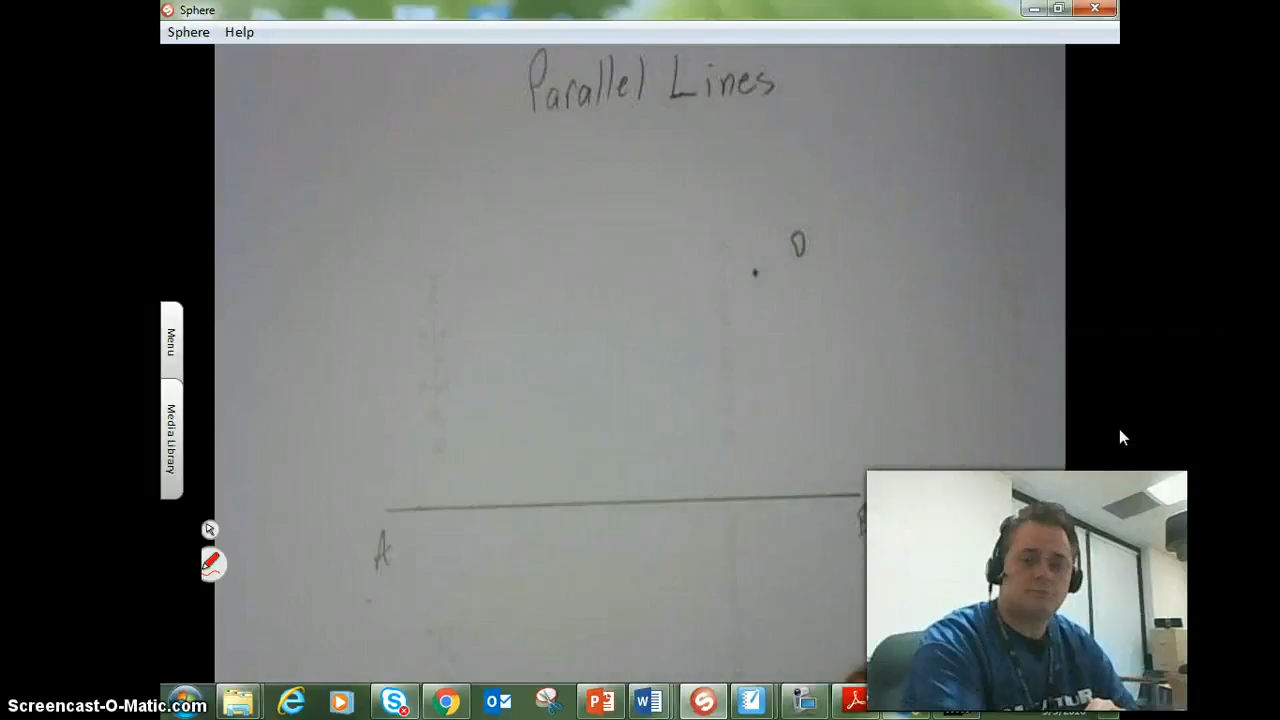 Sphere
Sphere Help
Parallel Lines
D
Menu
Media Library
A
Screencast-O-Matic.com